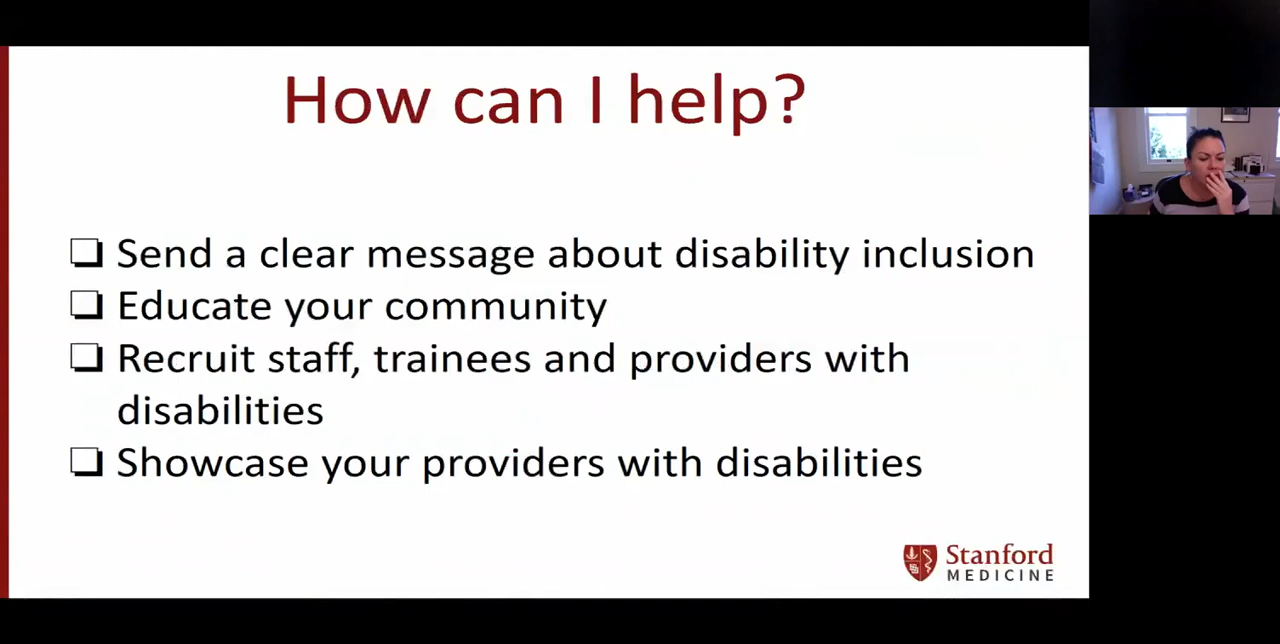 How can I help?
Send a clear message about disability inclusion
Educate your community
Recruit staff, trainees and providers with
disabilities
Showcase your providers with disabilities
Stanford
MEDICINE